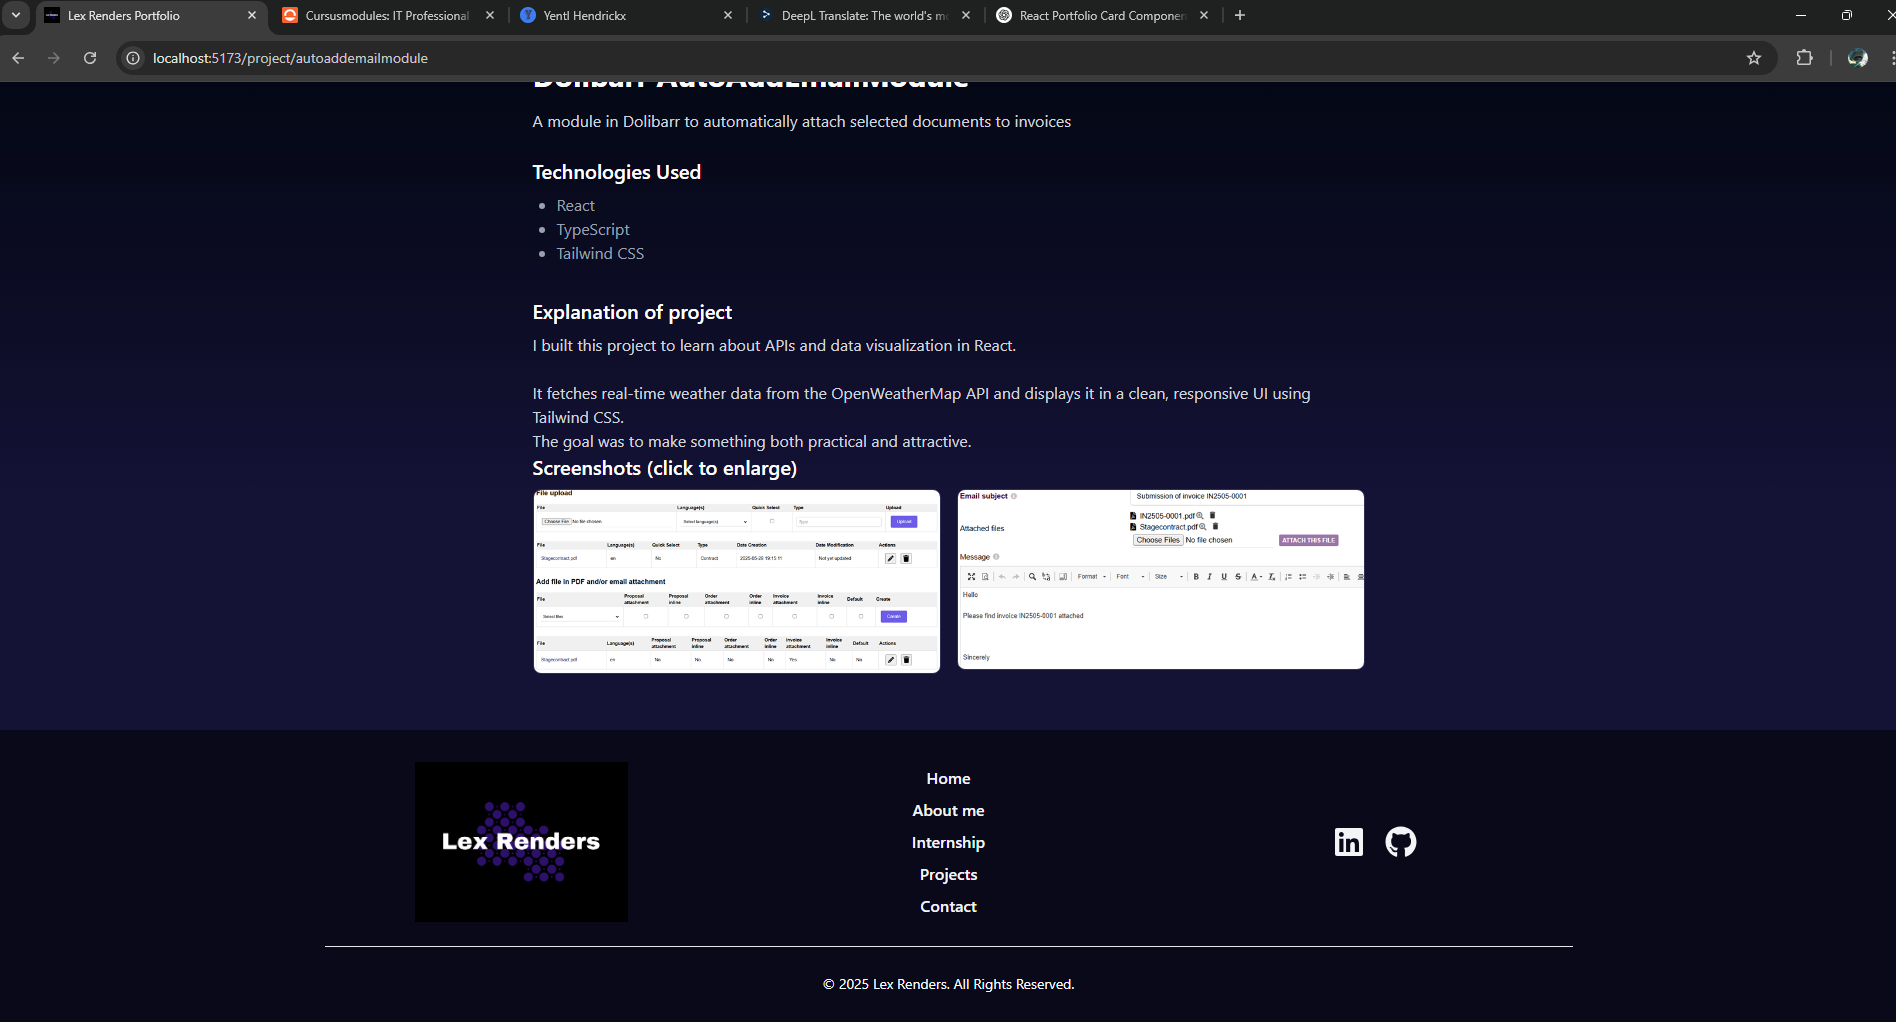 Lex Renders Portfolio
Cursusmodules: IT Professional
Yentl Hendrickx
DeepL Translate: The world's mo
React Portfolio Card Componen
localhost:5173/project/autoaddemailmodule
Dolibarr AutoAddEmailModule
A module in Dolibarr to automatically attach selected documents to invoices
Technologies Used
React
TypeScript
Tailwind CSS
Explanation of project
I built this project to learn about APIs and data visualization in React.
It fetches real-time weather data from the OpenWeatherMap API and displays it in a clean, responsive UI using
Tailwind CSS.
The goal was to make something both practical and attractive.
Screenshots (click to enlarge)
File upload
File Language(s) Quick Select Type Upload
Choose File No file chosen Select language(s) Upload
File Language(s) Quick Select Type Date Creation Date Modification Actions
Stagecontract.pdf en No Contract 2025-05-28 19:15:11 Not yet updated
Add file in PDF and/or email attachment
File Proposal attachment Proposal inline Order attachment Order inline Invoice attachment Invoice inline Default Create
Select files Create
File Language(s) Proposal attachment Proposal inline Order attachment Order inline Invoice attachment Invoice inline Default Actions
Stagecontract.pdf en No No No No Yes No No
Email subject Submission of invoice IN2505-0001
IN2505-0001.pdf
Attached files Stagecontract.pdf
Choose Files No file chosen ATTACH THIS FILE
Message
Format Font Size B I U S A
Hello
Please find invoice IN2505-0001 attached
Sincerely
Lex Renders
Home
About me
Internship
Projects
Contact
in
© 2025 Lex Renders. All Rights Reserved.